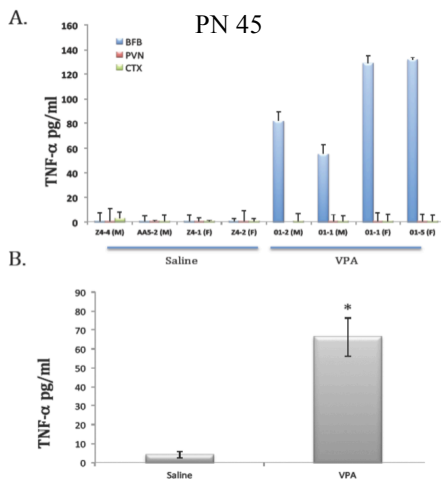 A.
PN 45
TNF-α pg/ml
160
140
120
100
80
60
40
20
0
BFB
PVN
CTX
Z4-4 (M) AA5-2 (M) Z4-1 (F) Z4-2 (F) 01-2 (M) 01-1 (M) 01-1 (F) 01-5 (F)
Saline VPA
B.
TNF-α pg/ml
90
80
70
60
50
40
30
20
10
0
*
Saline VPA